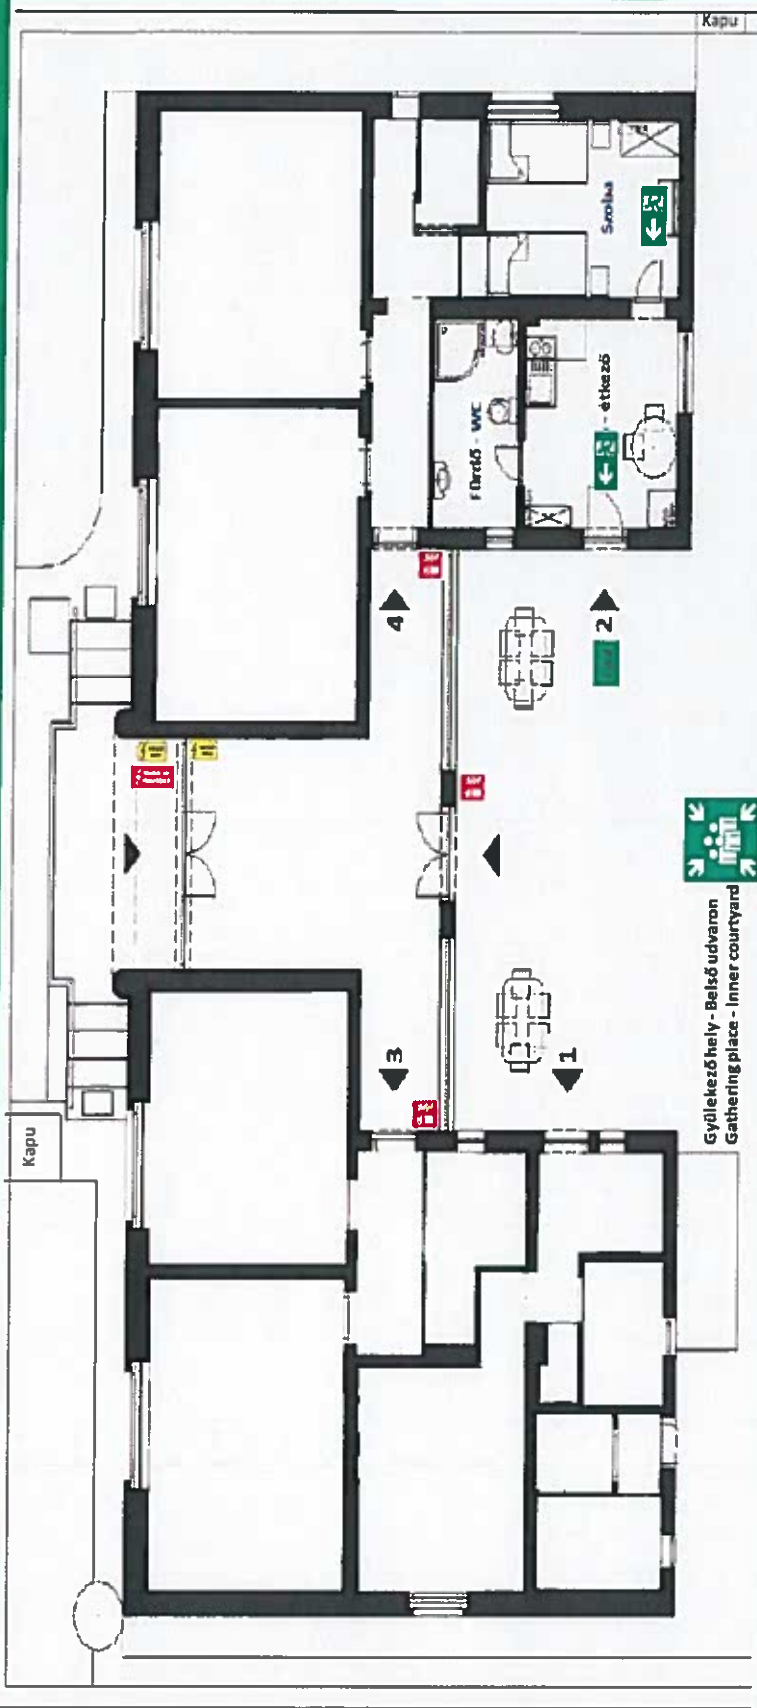 Kapu
Szoba
- étkező
Fürdő - WC
4
2
3
1
Kapu
Gyülekezőhely - Belső udvaron
Gathering place - Inner courtyard